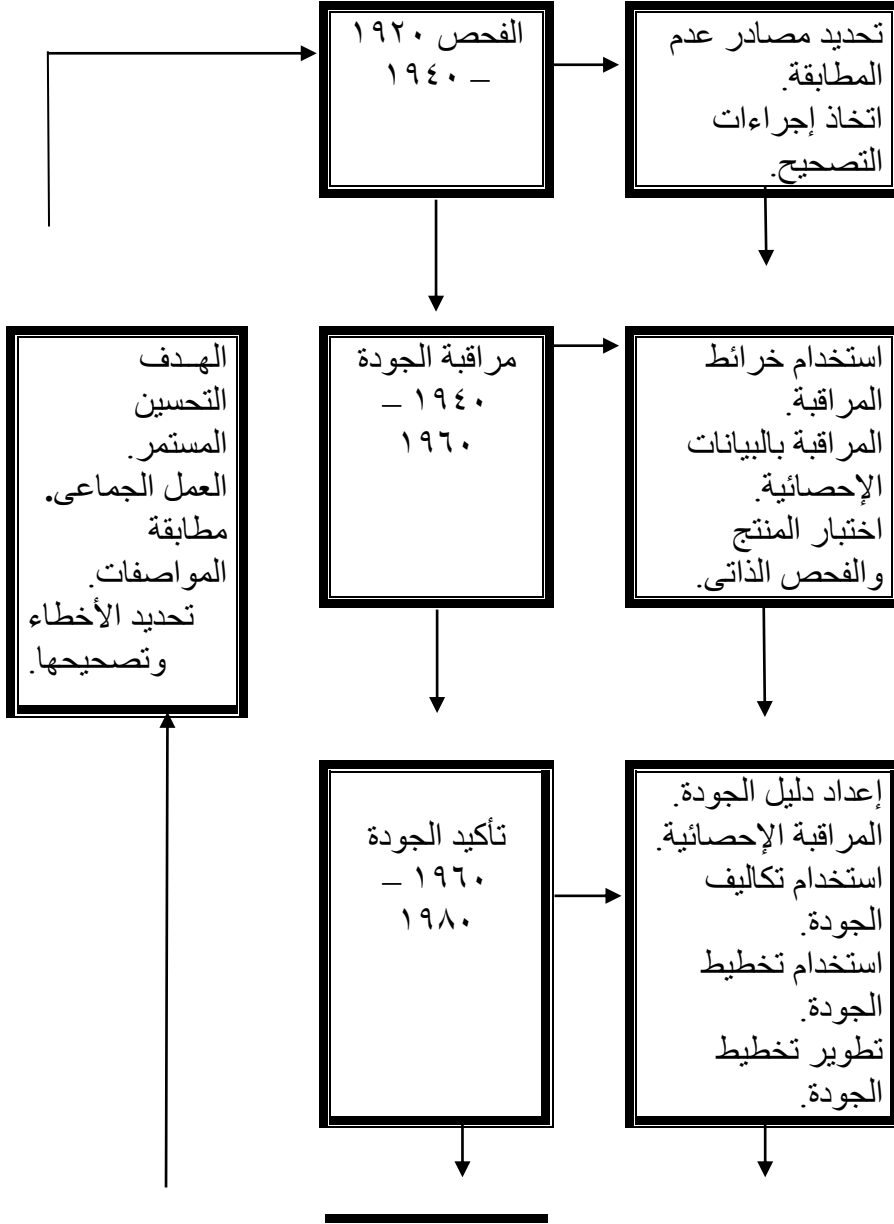 تحديد مصادر عدم
المطابقة.
اتخاذ إجراءات
التصحيح.
الفحص ١٩٢٠
– ١٩٤٠
استخدام خرائط
المراقبة.
المراقبة بالبيانات
الإحصائية.
اختبار المنتج
والفحص الذاتى.
مراقبة الجودة
١٩٤٠ –
١٩٦٠
الهــدف
التحسين
المستمر.
العمل الجماعى.
مطابقة
المواصفات.
تحديد الأخطاء
وتصحيحها.
إعداد دليل الجودة.
المراقبة الإحصائية.
استخدام تكاليف
الجودة.
استخدام تخطيط
الجودة.
تطوير تخطيط
الجودة.
تأكيد الجودة
١٩٦٠ –
١٩٨٠